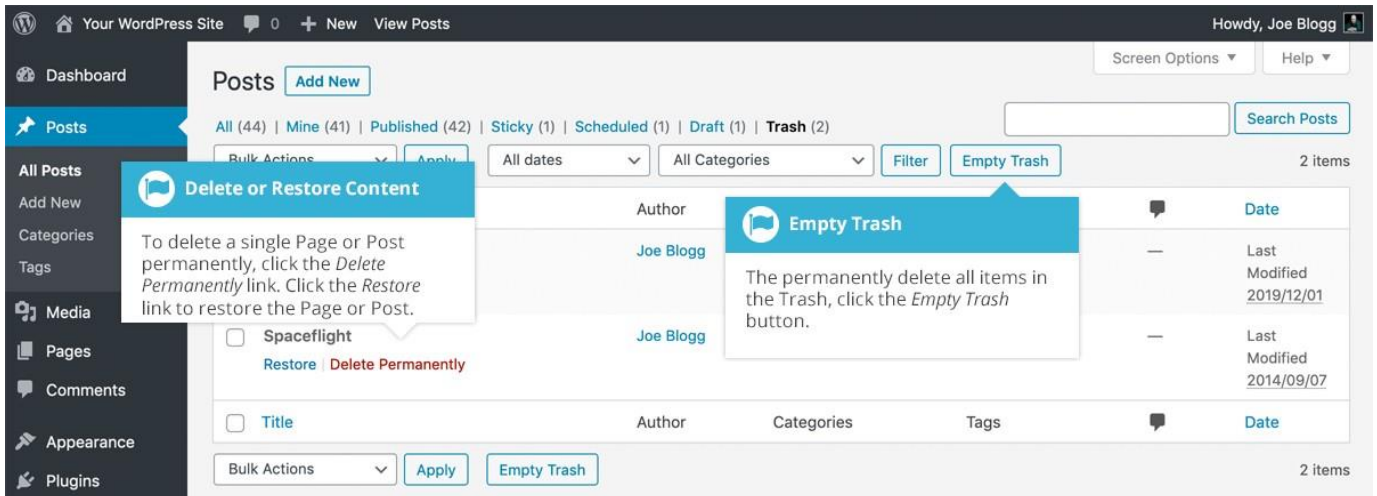 Your WordPress Site 0 + New View Posts Howdy, Joe Blogg
Dashboard
Posts
All Posts
Add New
Categories
Tags
Media
Pages
Comments
Appearance
Plugins
Screen Options ▼ Help ▼
Posts Add New
All (44) | Mine (41) | Published (42) | Sticky (1) | Scheduled (1) | Draft (1) | Trash (2)
Search Posts
Bulk Actions Apply All dates All Categories Filter Empty Trash 2 items
Delete or Restore Content
To delete a single Page or Post
permanently, click the Delete
Permanently link. Click the Restore
link to restore the Page or Post.
Empty Trash
The permanently delete all items in
the Trash, click the Empty Trash
button.
Author Date
Joe Blogg — Last
Modified
2019/12/01
Spaceflight Joe Blogg — Last
Modified
2014/09/07
Restore | Delete Permanently
Title Author Categories Tags Date
Bulk Actions Apply Empty Trash 2 items